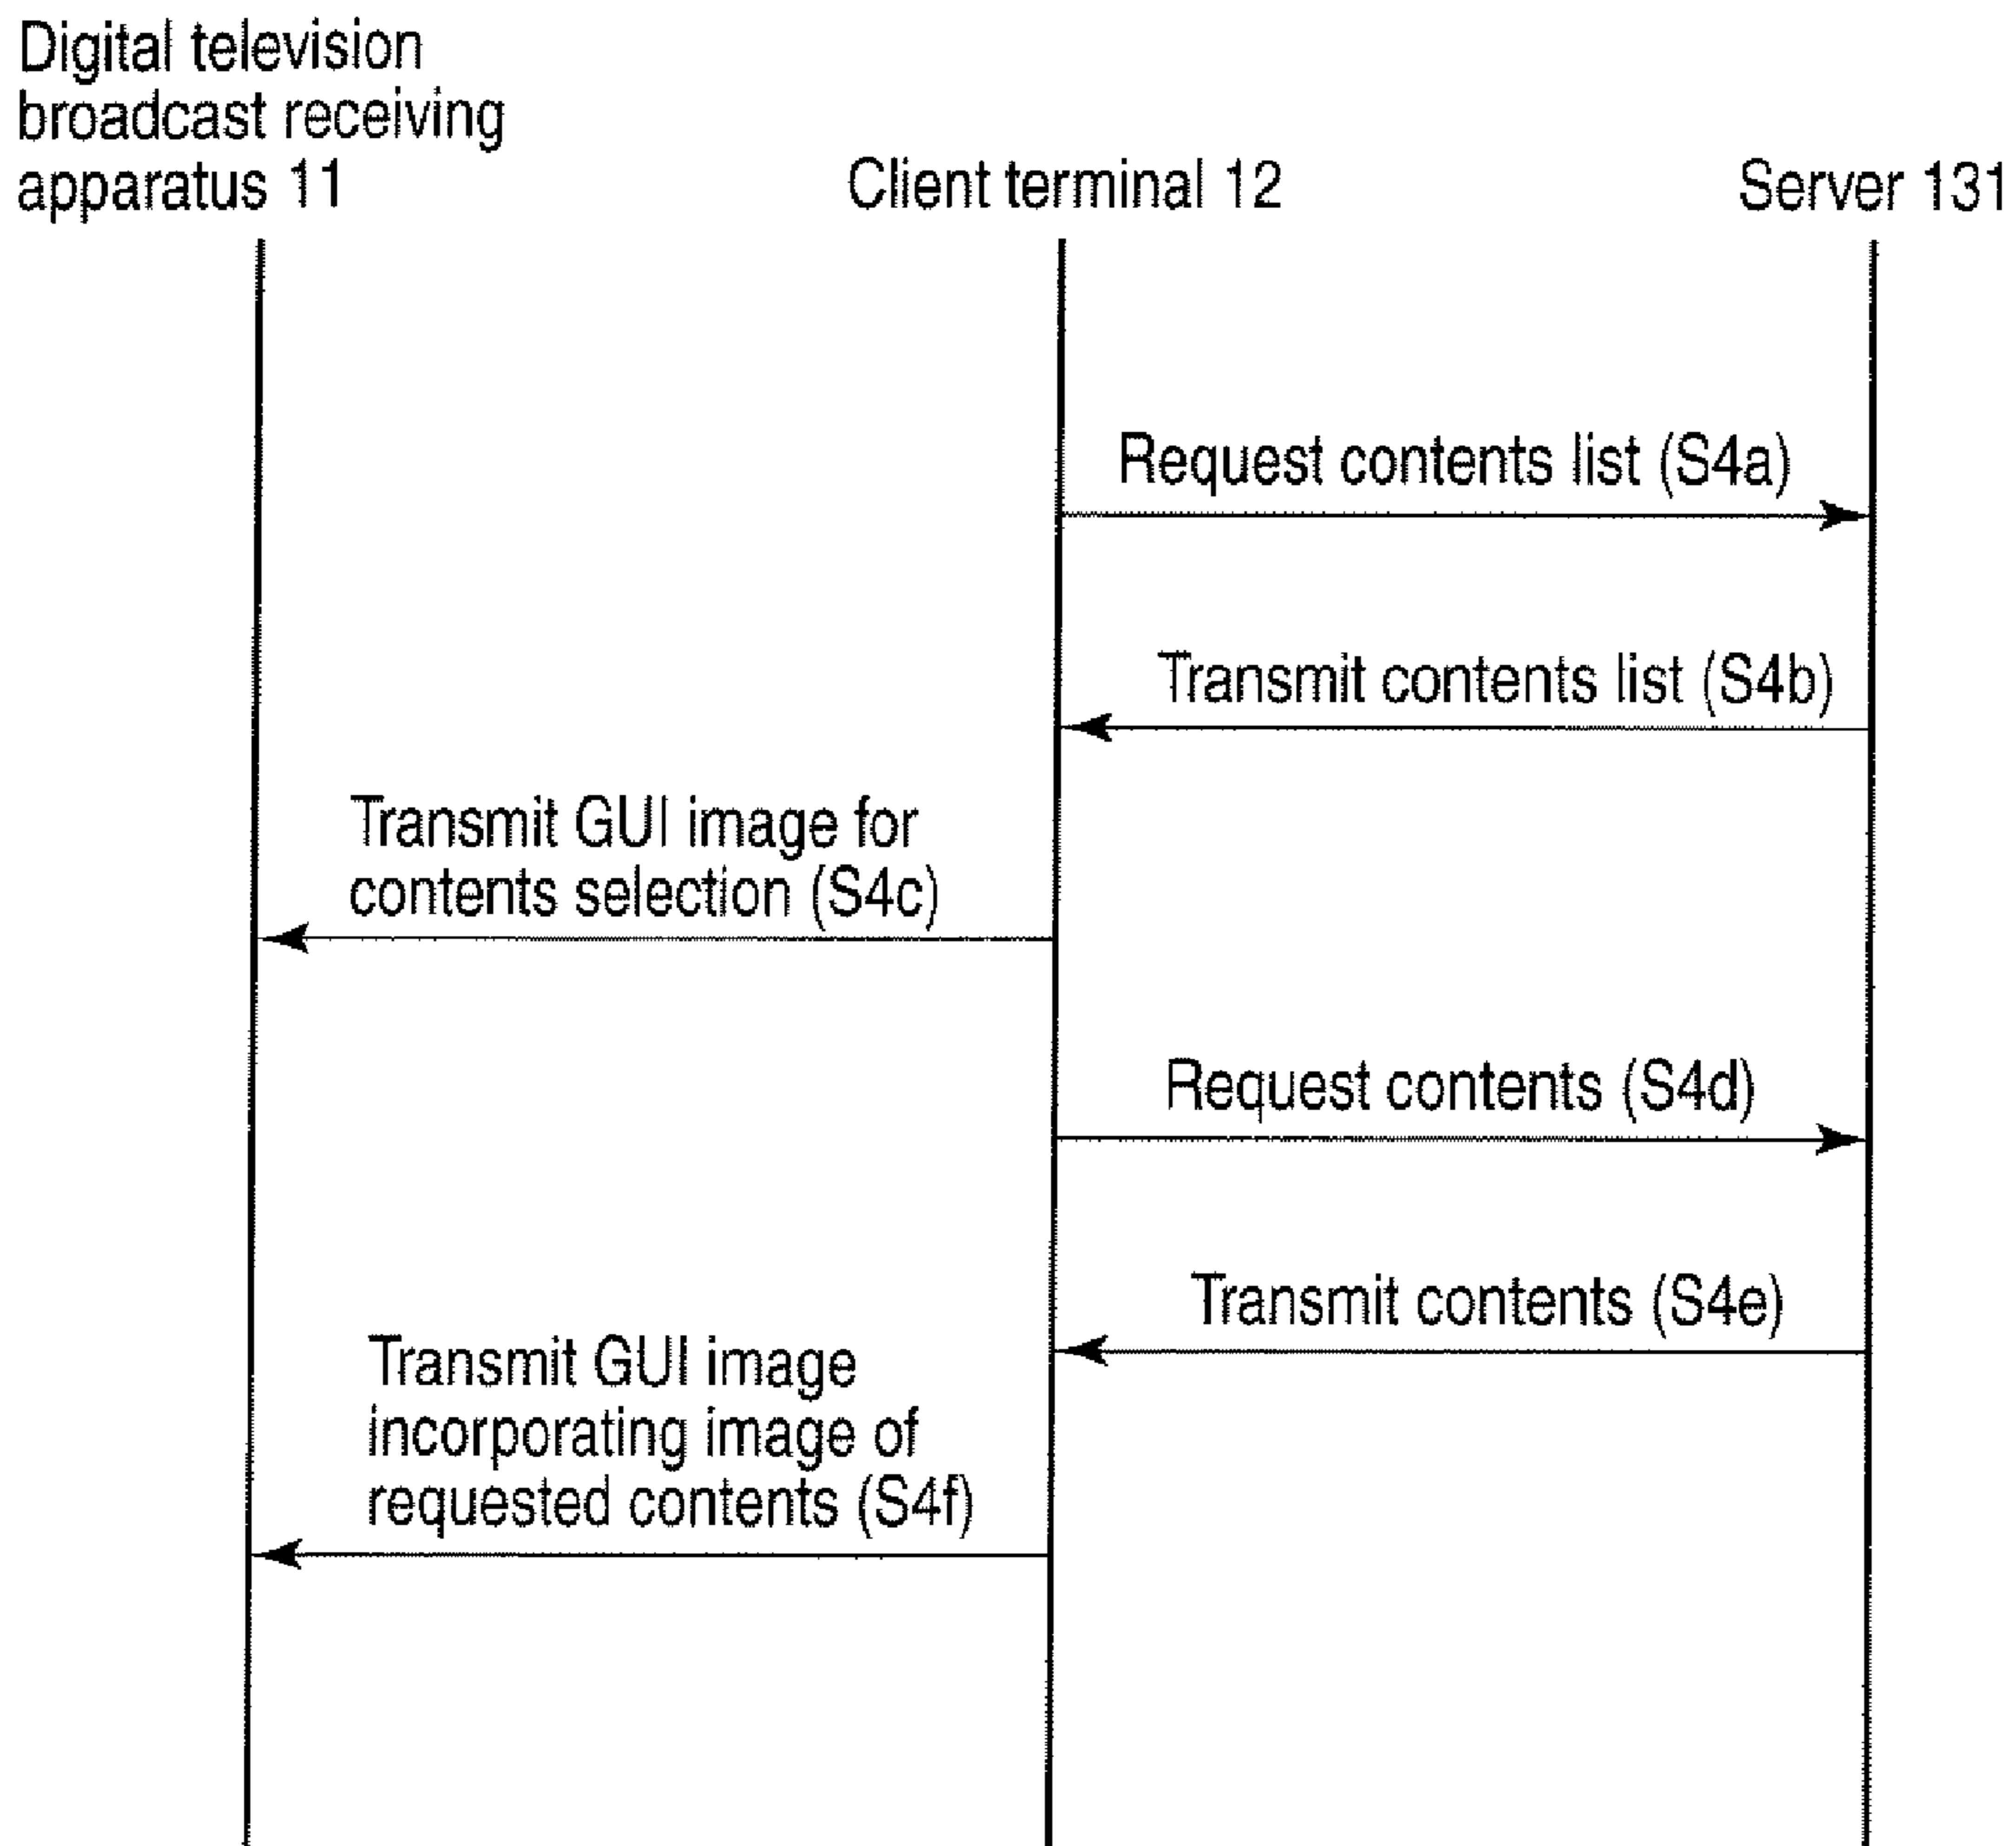 Digital television
broadcast receiving
apparatus 11
Client terminal 12
Server 131
Request contents list (S4a)
Transmit contents list (S4b)
Transmit GUI image for
contents selection (S4c)
Request contents (S4d)
Transmit contents (S4e)
Transmit GUI image
incorporating image of
requested contents (S4f)